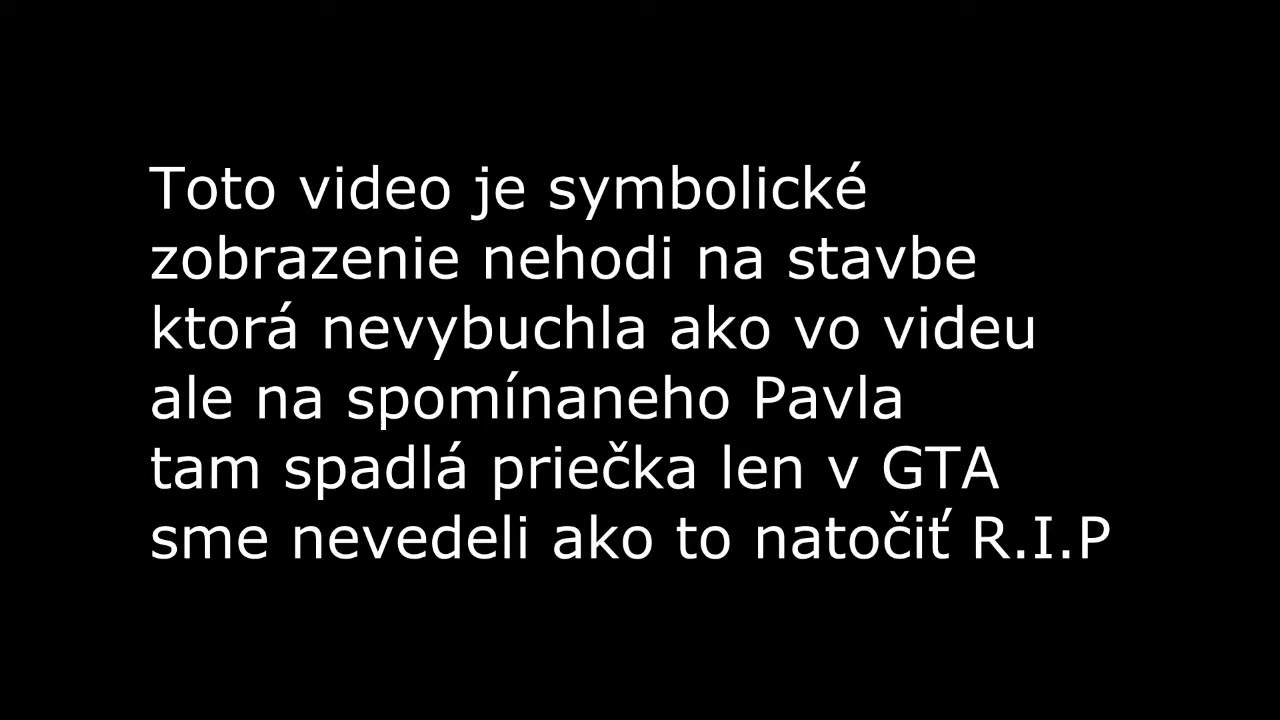 Toto video je symbolické
zobrazenie nehodi na stavbe
ktorá nevybuchla ako vo videu
ale na spomínaneho Pavla
tam spadlá priečka len v GTA
sme nevedeli ako to natočiť R.I.P